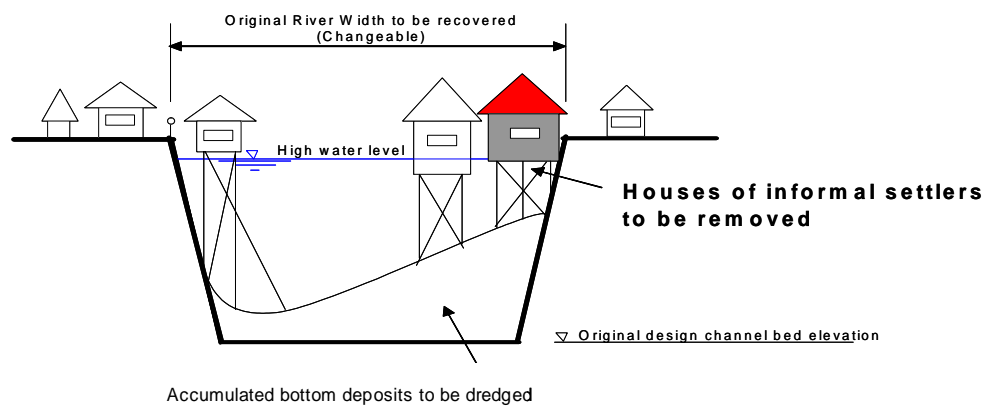 Original River Width to be recovered
(Changeable)
High water level
Houses of informal settlers
to be removed
Original design channel bed elevation
Accumulated bottom deposits to be dredged